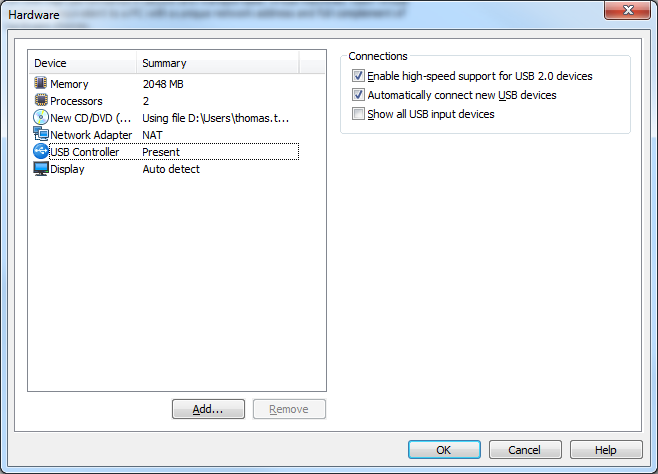 Hardware
Device Summary
Memory 2048 MB
Processors 2
New CD/DVD (... Using file D:\Users\thomas.t...
Network Adapter NAT
USB Controller Present
Display Auto detect
Add... Remove
Connections
Enable high-speed support for USB 2.0 devices
Automatically connect new USB devices
Show all USB input devices
OK Cancel Help